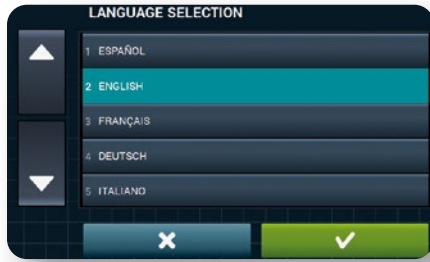 LANGUAGE SELECTION
1 ESPAÑOL
2 ENGLISH
3 FRANÇAIS
4 DEUTSCH
5 ITALIANO